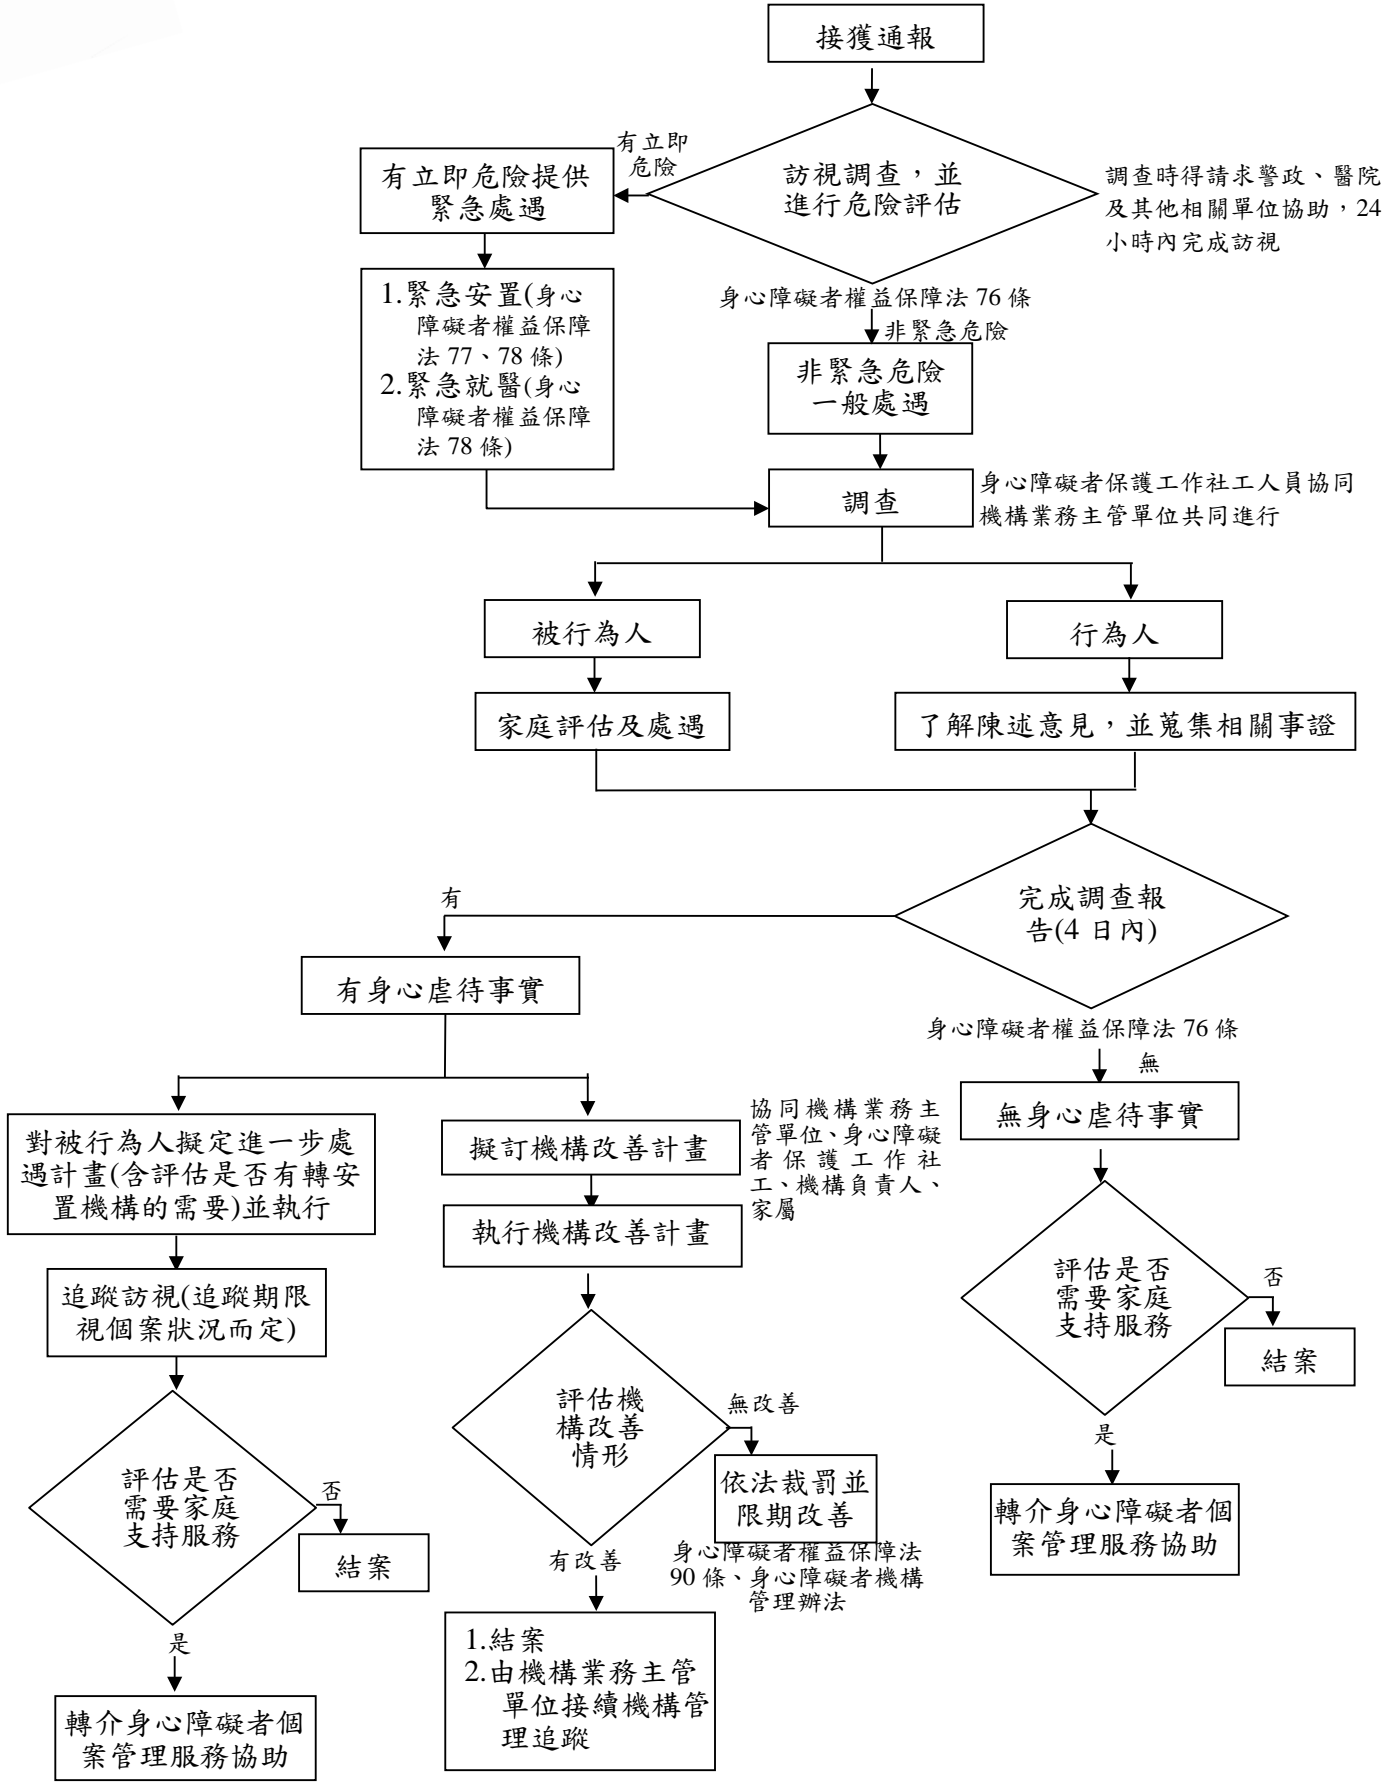 接獲通報
有立即
危險
訪視調查，並
進行危險評估
有立即危險提供
緊急處遇
調查時得請求警政、醫院
及其他相關單位協助，24
小時內完成訪視
身心障礙者權益保障法 76 條
非緊急危險
1.緊急安置(身心
障礙者權益保障
法 77、78 條)
2.緊急就醫(身心
障礙者權益保障
法 78 條)
非緊急危險
一般處遇
調查
身心障礙者保護工作社工人員協同
機構業務主管單位共同進行
被行為人
行為人
家庭評估及處遇
了解陳述意見，並蒐集相關事證
完成調查報
告(4 日內)
有
有身心虐待事實
身心障礙者權益保障法 76 條
無
無身心虐待事實
對被行為人擬定進一步處
遇計畫(含評估是否有轉安
置機構的需要)並執行
擬訂機構改善計畫
協同機構業務主
管單位、身心障礙
者保護工作社
工、機構負責人、
家屬
執行機構改善計畫
追蹤訪視(追蹤期限
視個案狀況而定)
評估是否
需要家庭
支持服務
否
結案
是
轉介身心障礙者個
案管理服務協助
評估機
構改善
情形
無改善
依法裁罰並
限期改善
身心障礙者權益保障法
90 條、身心障礙者機構
管理辦法
有改善
1.結案
2.由機構業務主管
單位接續機構管
理追蹤
評估是否
需要家庭
支持服務
否
結案
是
轉介身心障礙者個
案管理服務協助